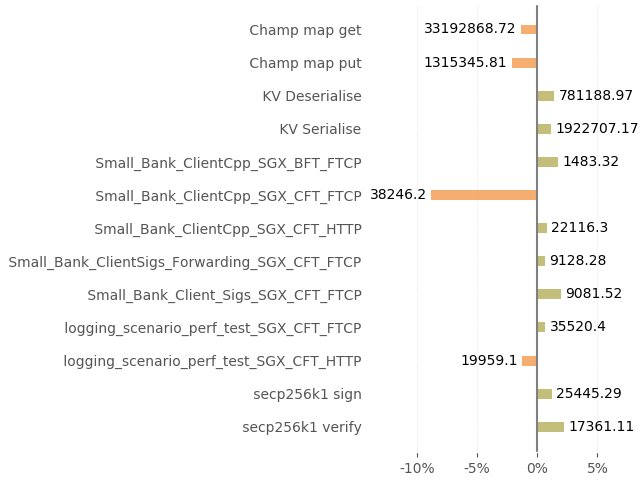 Champ map get 33192868.72
Champ map put 1315345.81
KV Deserialise 781188.97
KV Serialise 1922707.17
Small_Bank_ClientCpp_SGX_BFT_FTCP 1483.32
Small_Bank_ClientCpp_SGX_CFT_FTCP 38246.2
Small_Bank_ClientCpp_SGX_CFT_HTTP 22116.3
Small_Bank_ClientSigs_Forwarding_SGX_CFT_FTCP 9128.28
Small_Bank_Client_Sigs_SGX_CFT_FTCP 9081.52
logging_scenario_perf_test_SGX_CFT_FTCP 35520.4
logging_scenario_perf_test_SGX_CFT_HTTP 19959.1
secp256k1 sign 25445.29
secp256k1 verify 17361.11
-10% -5% 0% 5%